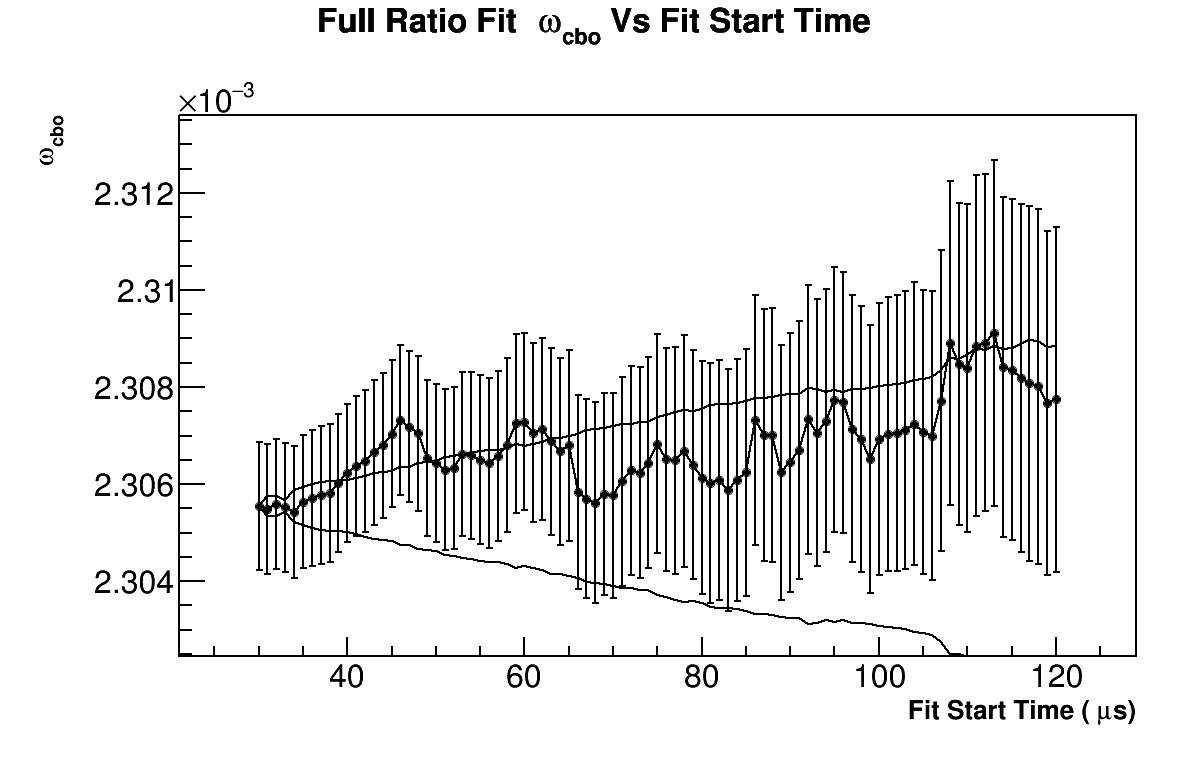 Full Ratio Fit ω_cbo Vs Fit Start Time
×10⁻³
ω_cbo
2.312
2.31
2.308
2.306
2.304
40 60 80 100 120
Fit Start Time ( μs)